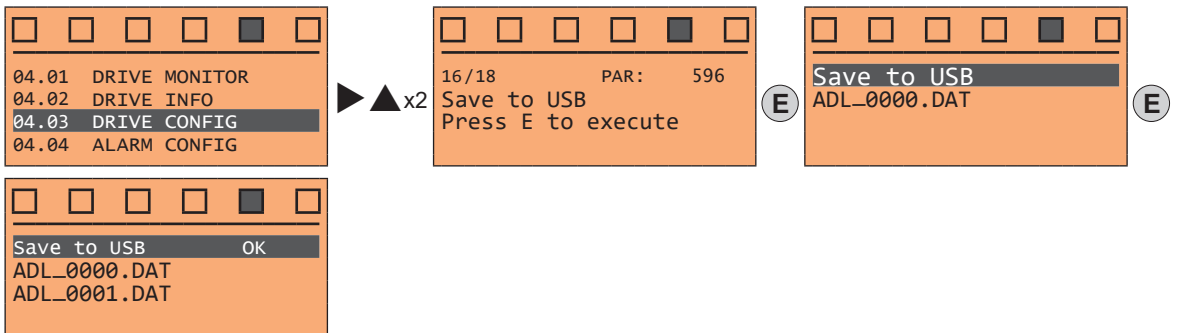 04.01 DRIVE MONITOR
04.02 DRIVE INFO
04.03 DRIVE CONFIG
04.04 ALARM CONFIG
x2
16/18 PAR: 596
Save to USB
Press E to execute
E
Save to USB
ADL_0000.DAT
E
Save to USB OK
ADL_0000.DAT
ADL_0001.DAT